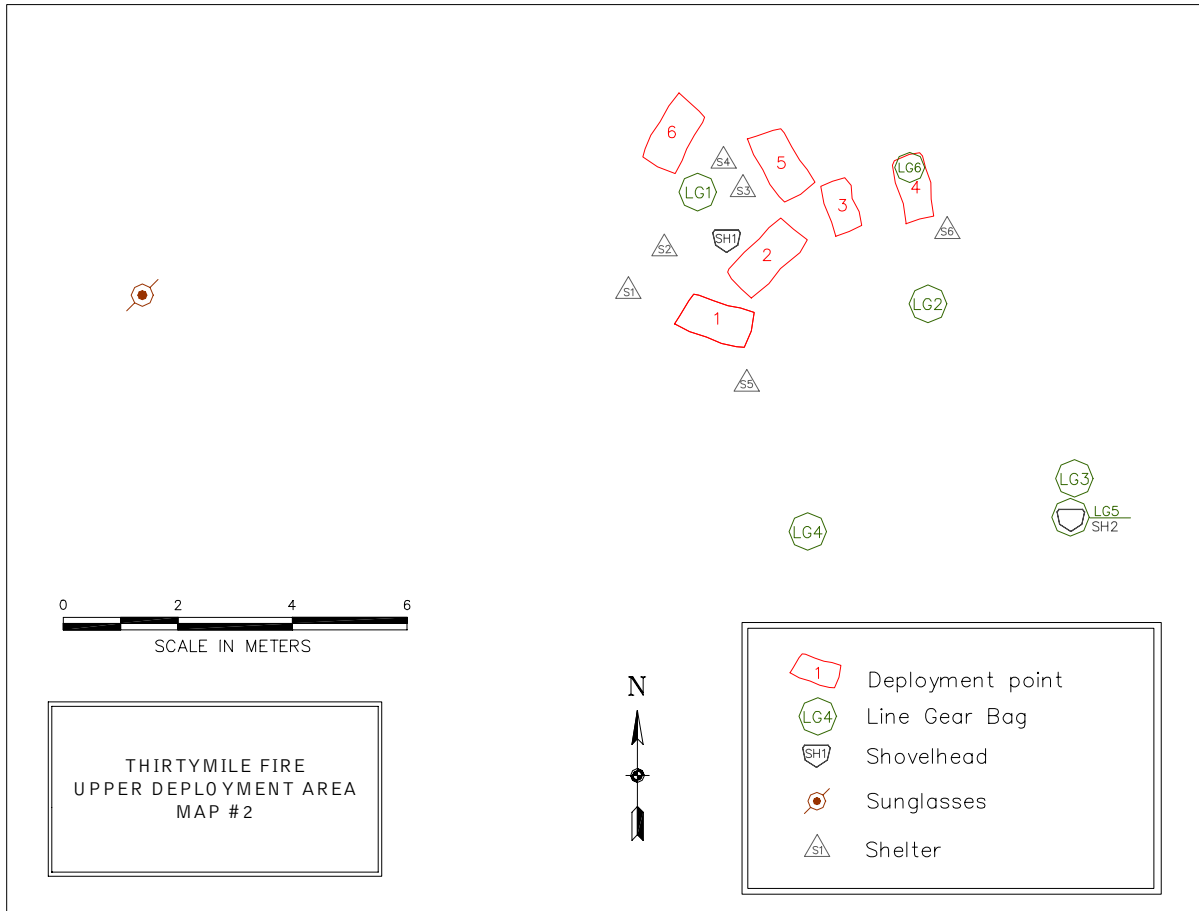 6
5
S4
LG6
4
S3
LG1
3
S6
SH1
S2
2
S1
LG2
1
S5
LG3
LG5
SH2
LG4
0 2 4 6
SCALE IN METERS
N
THIRTYMILE FIRE
UPPER DEPLOYMENT AREA
MAP #2
1 Deployment point
LG4 Line Gear Bag
SH1 Shovelhead
Sunglasses
S1 Shelter